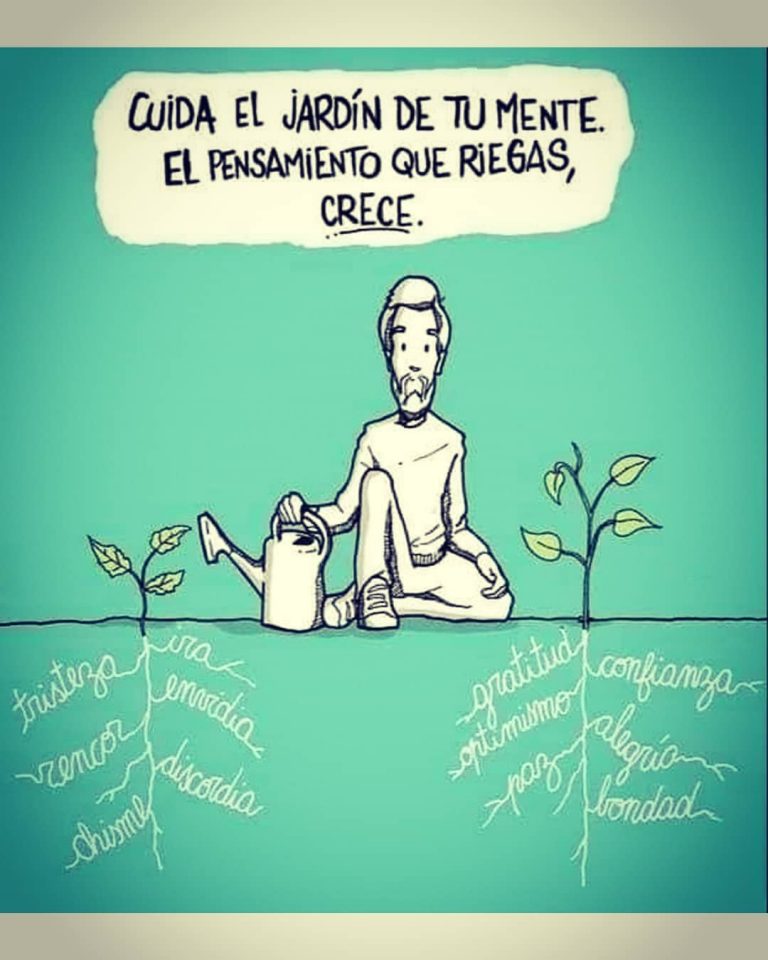 CUIDA EL JARDÍN DE TU MENTE.
EL PENSAMIENTO QUE RIEGAS,
CRECE.
tristeza
ira
envidia
rencor
discordia
chisme
gratitud
confianza
optimismo
alegría
paz
bondad